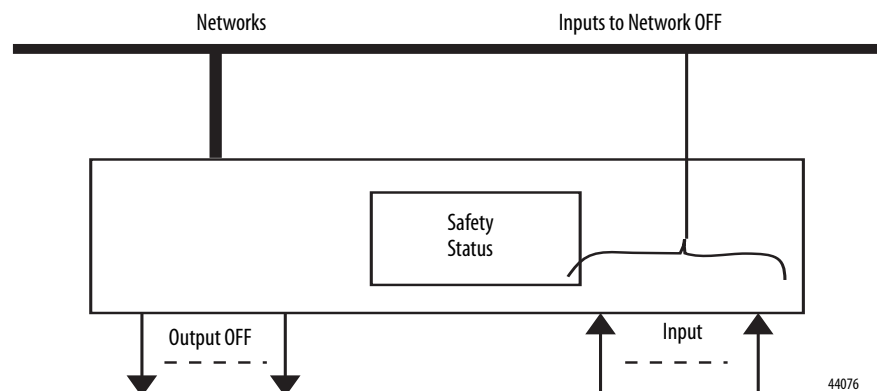 Networks
Inputs to Network OFF
Safety
Status
Output OFF
Input
44076